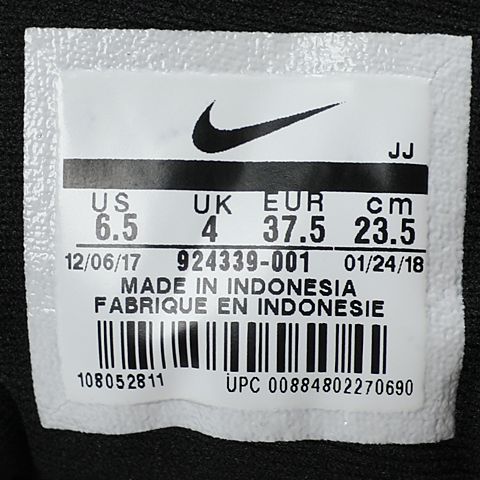 JJ
US UK EUR cm
6.5 4 37.5 23.5
12/06/17 924339-001 01/24/18
MADE IN INDONESIA
FABRIQUE EN INDONESIE
108052811 UPC 00884802270690